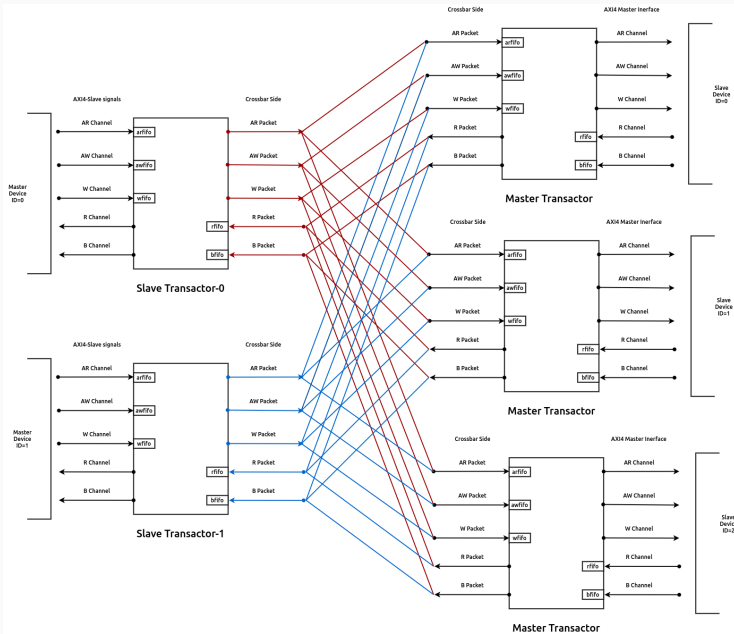 Crossbar Side
AXI4 Master Inerface
AR Packet
arfifo
AR Channel
AW Packet
awfifo
AW Channel
W Packet
wfifo
W Channel
R Packet
rfifo
R Channel
B Packet
bfifo
B Channel
Slave
Device
ID=0
Master Transactor
AXI4-Slave signals
Crossbar Side
Master
Device
ID=0
AR Channel
arfifo
AR Packet
AW Channel
awfifo
AW Packet
W Channel
wfifo
W Packet
R Channel
rfifo
R Packet
B Channel
bfifo
B Packet
Slave Transactor-0
Crossbar Side
AXI4 Master Inerface
AR Packet
arfifo
AR Channel
AW Packet
awfifo
AW Channel
W Packet
wfifo
W Channel
R Packet
rfifo
R Channel
B Packet
bfifo
B Channel
Slave
Device
ID=1
Master Transactor
AXI4-Slave signals
Crossbar Side
Master
Device
ID=1
AR Channel
arfifo
AR Packet
AW Channel
awfifo
AW Packet
W Channel
wfifo
W Packet
R Channel
rfifo
R Packet
B Channel
bfifo
B Packet
Slave Transactor-1
Crossbar Side
AXI4 Master Inerface
AR Packet
arfifo
AR Channel
AW Packet
awfifo
AW Channel
W Packet
wfifo
W Channel
R Packet
rfifo
R Channel
B Packet
bfifo
B Channel
Slave
Device
ID=2
Master Transactor